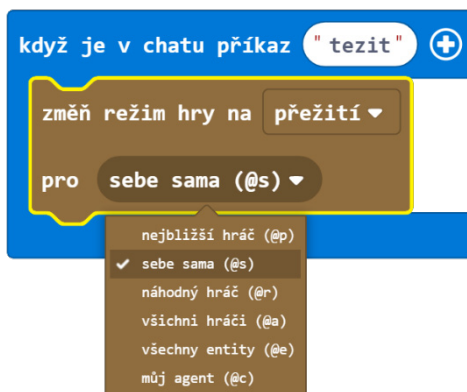 když je v chatu příkaz "tezit"
změň režim hry na přežití
pro sebe sama (@s)
nejbližší hráč (@p)
sebe sama (@s)
náhodný hráč (@r)
všichni hráči (@a)
všechny entity (@e)
můj agent (@c)